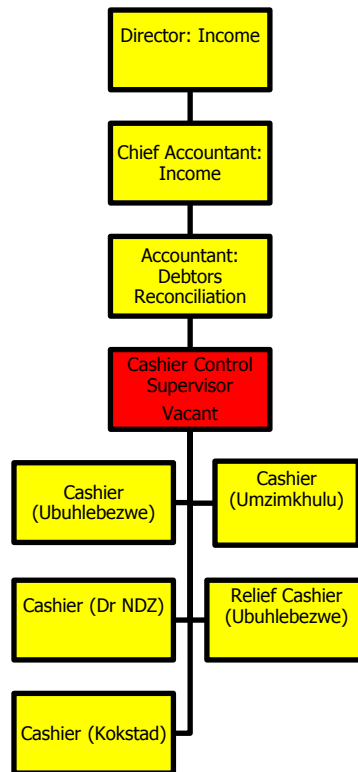 Director: Income
Chief Accountant:
Income
Accountant:
Debtors
Reconciliation
Cashier Control
Supervisor
Vacant
Cashier
(Ubuhlebezwe)
Cashier
(Umzimkhulu)
Cashier (Dr NDZ)
Relief Cashier
(Ubuhlebezwe)
Cashier (Kokstad)